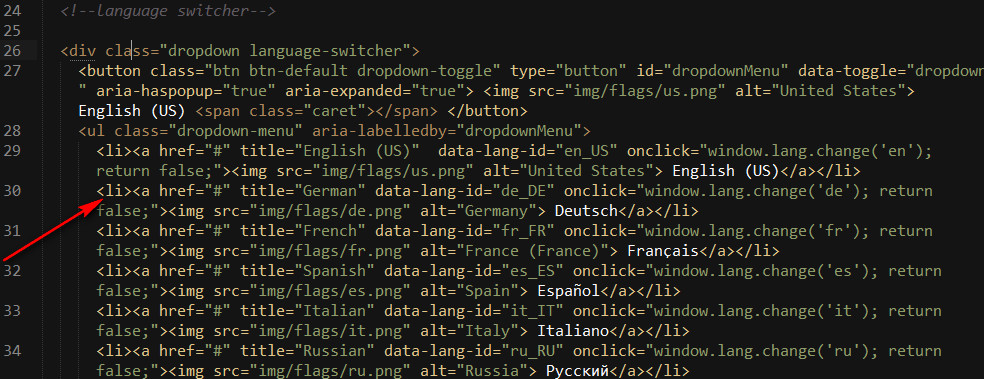 24 <!--language switcher-->
25
26 <div class="dropdown language-switcher">
27 <button class="btn btn-default dropdown-toggle" type="button" id="dropdownMenu" data-toggle="dropdown
" aria-haspopup="true" aria-expanded="true"> <img src="img/flags/us.png" alt="United States">
English (US) <span class="caret"></span> </button>
28 <ul class="dropdown-menu" aria-labelledby="dropdownMenu">
29 <li><a href="#" title="English (US)"  data-lang-id="en_US" onclick="window.lang.change('en');
return false;"><img src="img/flags/us.png" alt="United States"> English (US)</a></li>
30 <li><a href="#" title="German" data-lang-id="de_DE" onclick="window.lang.change('de'); return
false;"><img src="img/flags/de.png" alt="Germany"> Deutsch</a></li>
31 <li><a href="#" title="French" data-lang-id="fr_FR" onclick="window.lang.change('fr'); return
false;"><img src="img/flags/fr.png" alt="France (France)"> Français</a></li>
32 <li><a href="#" title="Spanish" data-lang-id="es_ES" onclick="window.lang.change('es'); return
false;"><img src="img/flags/es.png" alt="Spain"> Español</a></li>
33 <li><a href="#" title="Italian" data-lang-id="it_IT" onclick="window.lang.change('it'); return
false;"><img src="img/flags/it.png" alt="Italy"> Italiano</a></li>
34 <li><a href="#" title="Russian" data-lang-id="ru_RU" onclick="window.lang.change('ru'); return
false;"><img src="img/flags/ru.png" alt="Russia"> Русский</a></li>